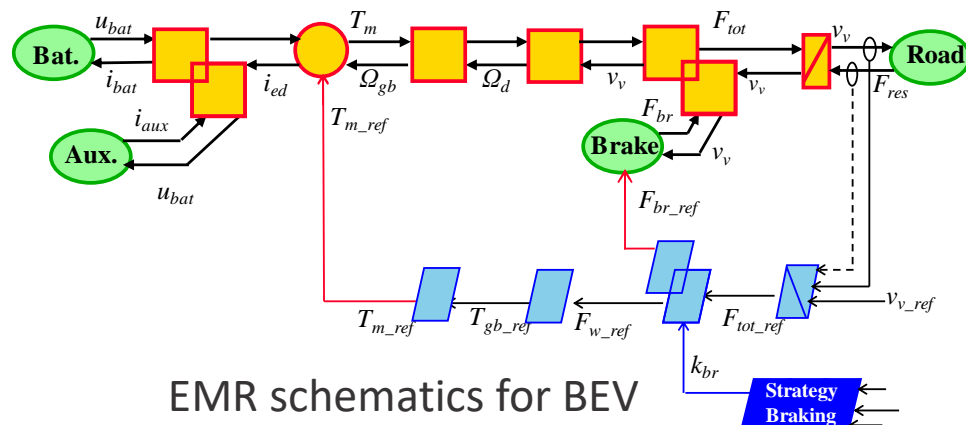 u_bat
T_m
F_tot
v_v
Bat.
Road
i_bat
i_ed
Ω_gb
Ω_d
v_v
v_v
F_res
i_aux
T_m_ref
F_br
Aux.
Brake
v_v
u_bat
F_br_ref
v_v_ref
T_m_ref
T_gb_ref
F_w_ref
F_tot_ref
k_br
EMR schematics for BEV
Strategy
Braking